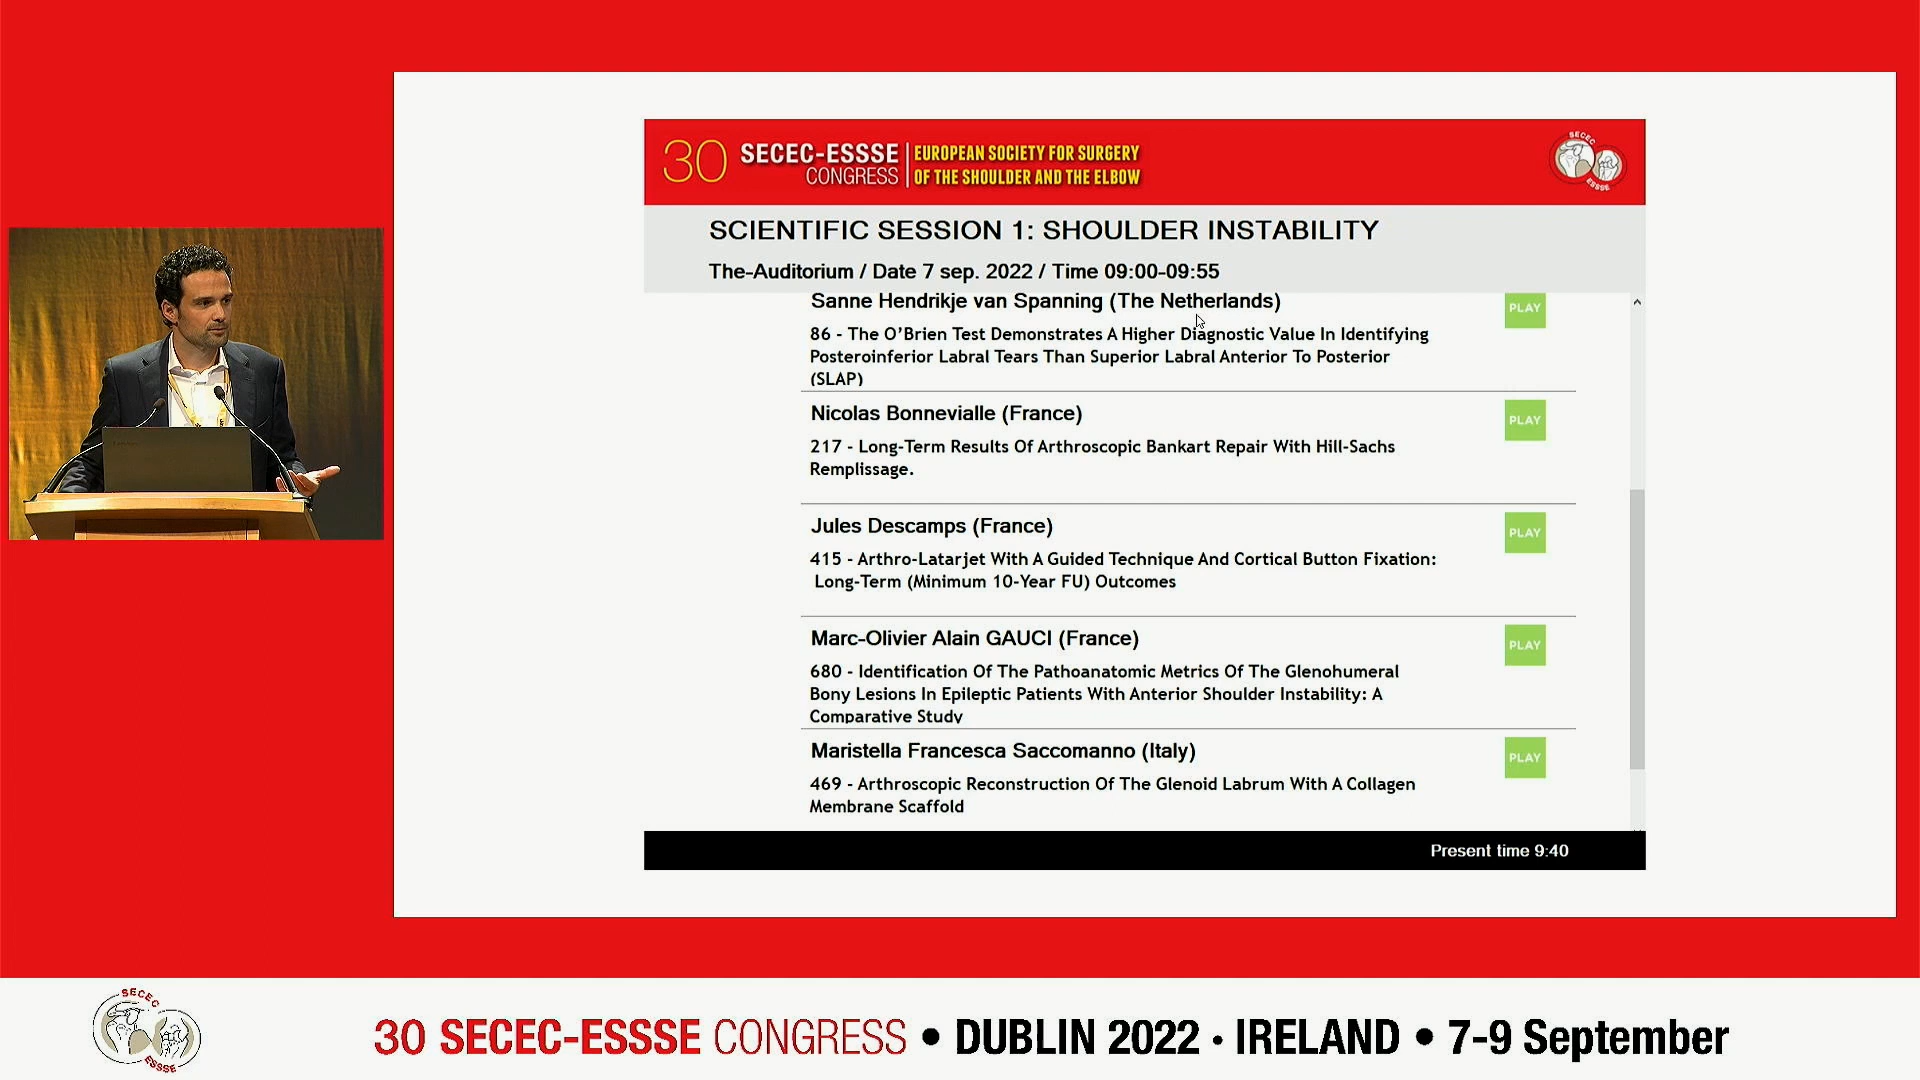 30 SECEC-ESSSE CONGRESS
EUROPEAN SOCIETY FOR SURGERY
OF THE SHOULDER AND THE ELBOW
SECEC
ESSSE
SCIENTIFIC SESSION 1: SHOULDER INSTABILITY
The-Auditorium / Date 7 sep. 2022 / Time 09:00-09:55
Sanne Hendrikje van Spanning (The Netherlands)
PLAY
86 - The O’Brien Test Demonstrates A Higher Diagnostic Value In Identifying
Posteroinferior Labral Tears Than Superior Labral Anterior To Posterior
(SLAP)
Nicolas Bonnevialle (France)
PLAY
217 - Long-Term Results Of Arthroscopic Bankart Repair With Hill-Sachs
Remplissage.
Jules Descamps (France)
PLAY
415 - Arthro-Latarjet With A Guided Technique And Cortical Button Fixation:
Long-Term (Minimum 10-Year FU) Outcomes
Marc-Olivier Alain GAUCI (France)
PLAY
680 - Identification Of The Pathoanatomic Metrics Of The Glenohumeral
Bony Lesions In Epileptic Patients With Anterior Shoulder Instability: A
Comparative Study
Maristella Francesca Saccomanno (Italy)
PLAY
469 - Arthroscopic Reconstruction Of The Glenoid Labrum With A Collagen
Membrane Scaffold
Present time 9:40
SECEC
ESSSE
30 SECEC-ESSSE CONGRESS • DUBLIN 2022 • IRELAND • 7-9 September